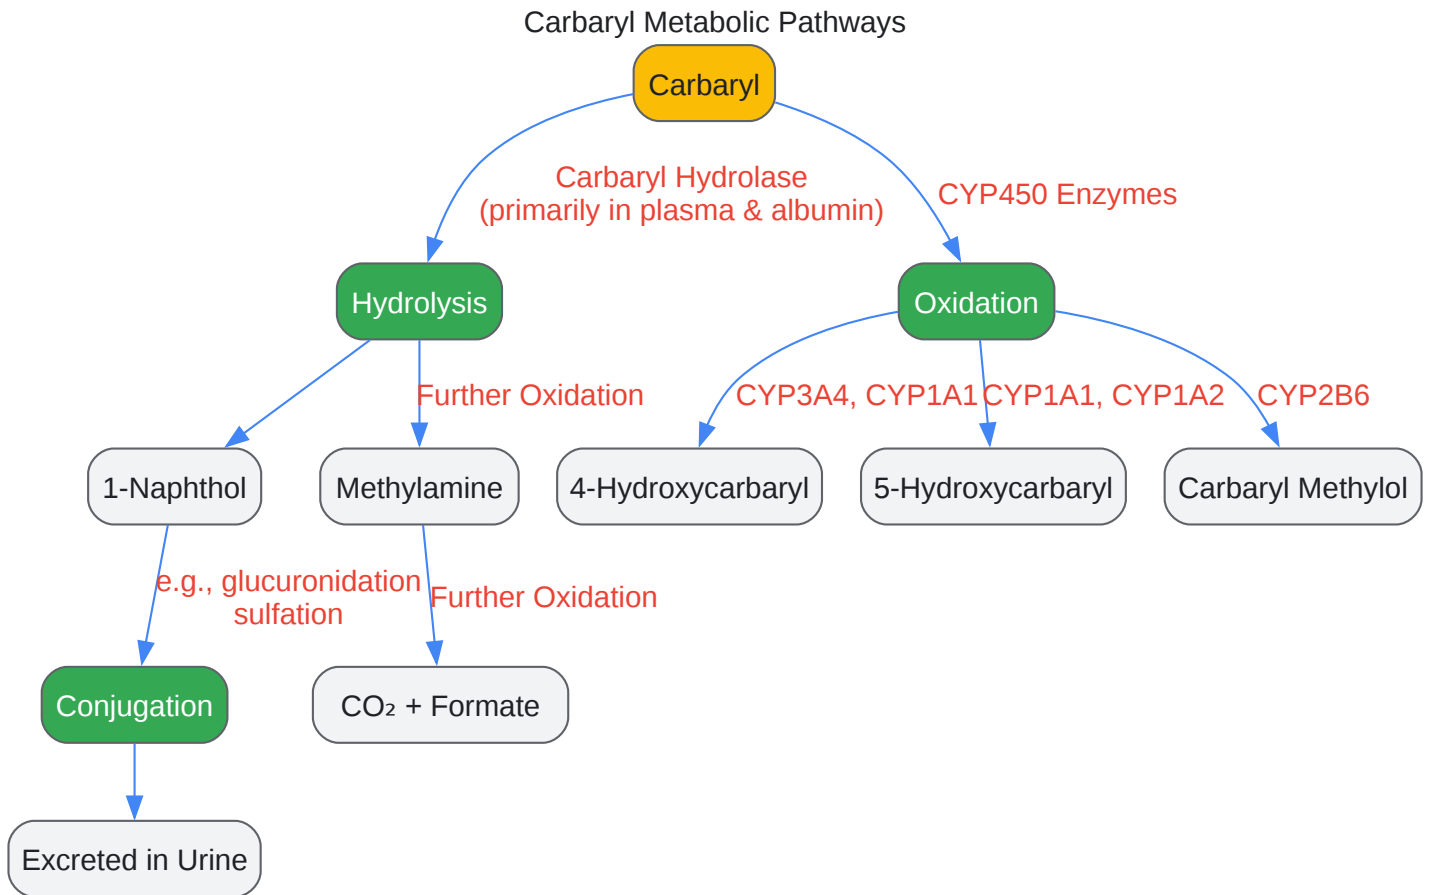 Carbaryl Metabolic Pathways
Carbaryl
Carbaryl Hydrolase
(primarily in plasma & albumin)
CYP450 Enzymes
Hydrolysis
Oxidation
Further Oxidation
CYP3A4, CYP1A1
CYP1A1, CYP1A2
CYP2B6
1-Naphthol
Methylamine
4-Hydroxycarbaryl
5-Hydroxycarbaryl
Carbaryl Methylol
e.g., glucuronidation
sulfation
Further Oxidation
Conjugation
CO₂ + Formate
Excreted in Urine